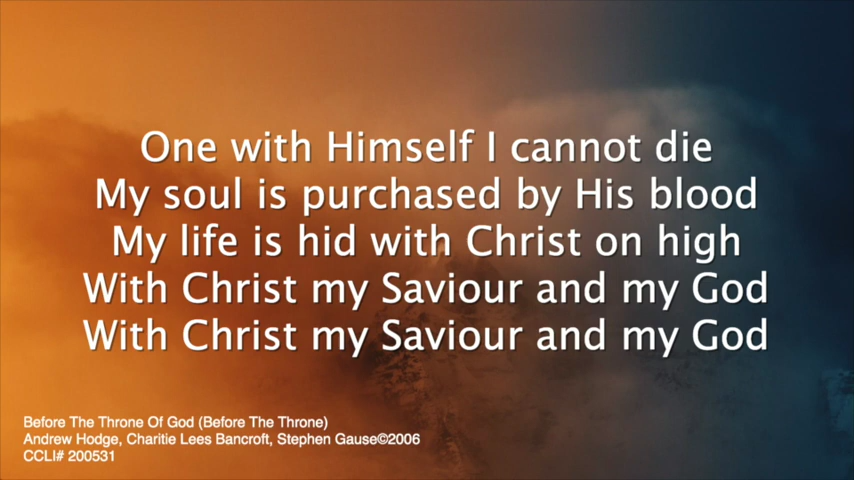 One with Himself I cannot die
My soul is purchased by His blood
My life is hid with Christ on high
With Christ my Saviour and my God
With Christ my Saviour and my God
Before The Throne Of God (Before The Throne)
Andrew Hodge, Charitie Lees Bancroft, Stephen Gause©2006
CCLI# 200531